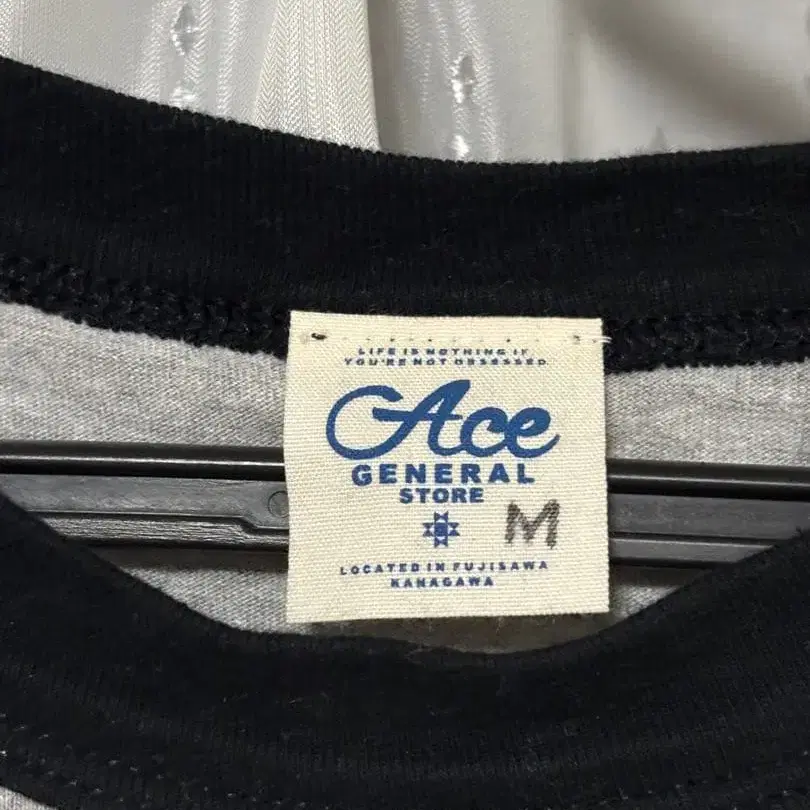 LIFE IS NOTHING IF
YOU'RE NOT OBSESSED
Ace
GENERAL
STORE
M
LOCATED IN FUJISAWA
KANAGAWA